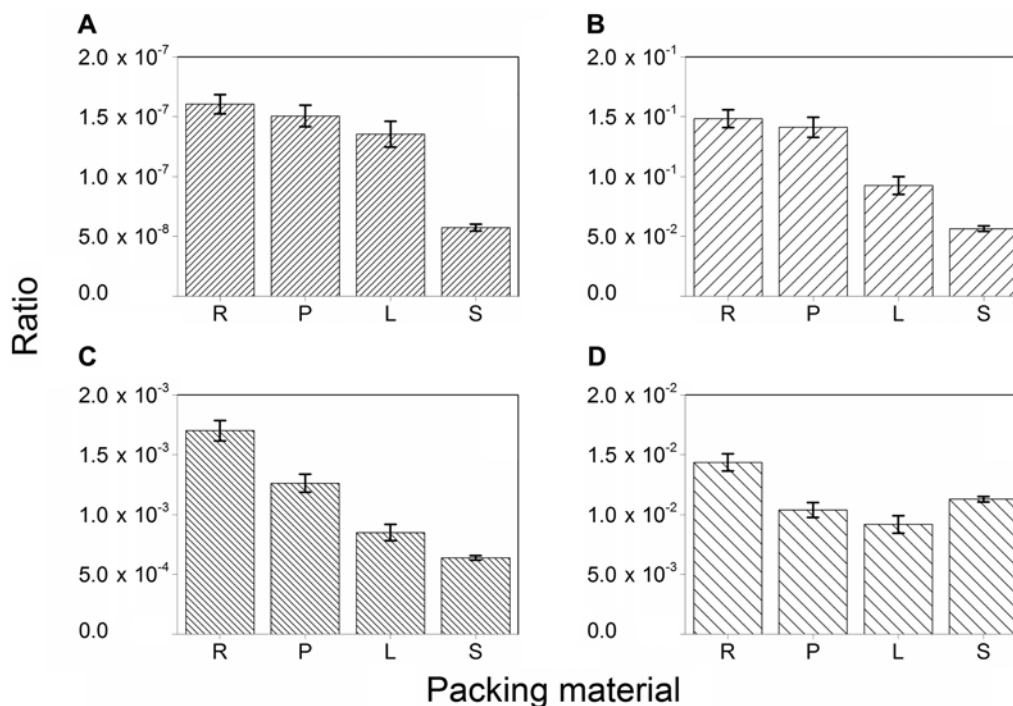 A
2.0 x 10⁻⁷
1.5 x 10⁻⁷
1.0 x 10⁻⁷
5.0 x 10⁻⁸
0.0
R P L S
B
2.0 x 10⁻¹
1.5 x 10⁻¹
1.0 x 10⁻¹
5.0 x 10⁻²
0.0
R P L S
Ratio
C
2.0 x 10⁻³
1.5 x 10⁻³
1.0 x 10⁻³
5.0 x 10⁻⁴
0.0
R P L S
D
2.0 x 10⁻²
1.5 x 10⁻²
1.0 x 10⁻²
5.0 x 10⁻³
0.0
R P L S
Packing material